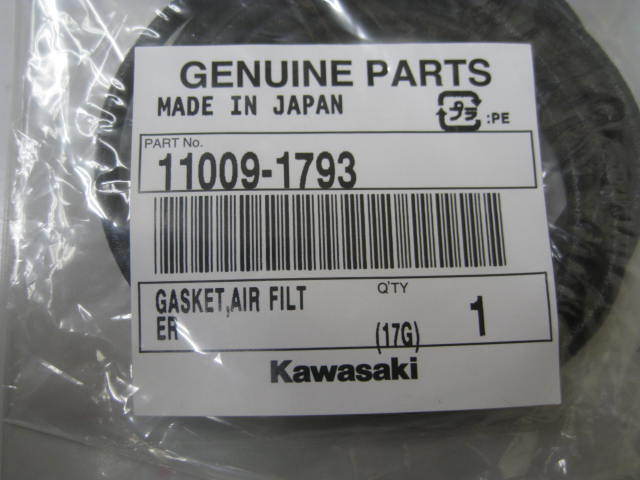 GENUINE PARTS
MADE IN JAPAN
プラ :PE
PART No.
11009-1793
GASKET,AIR FILT
ER
Q'TY
(17G) 1
Kawasaki